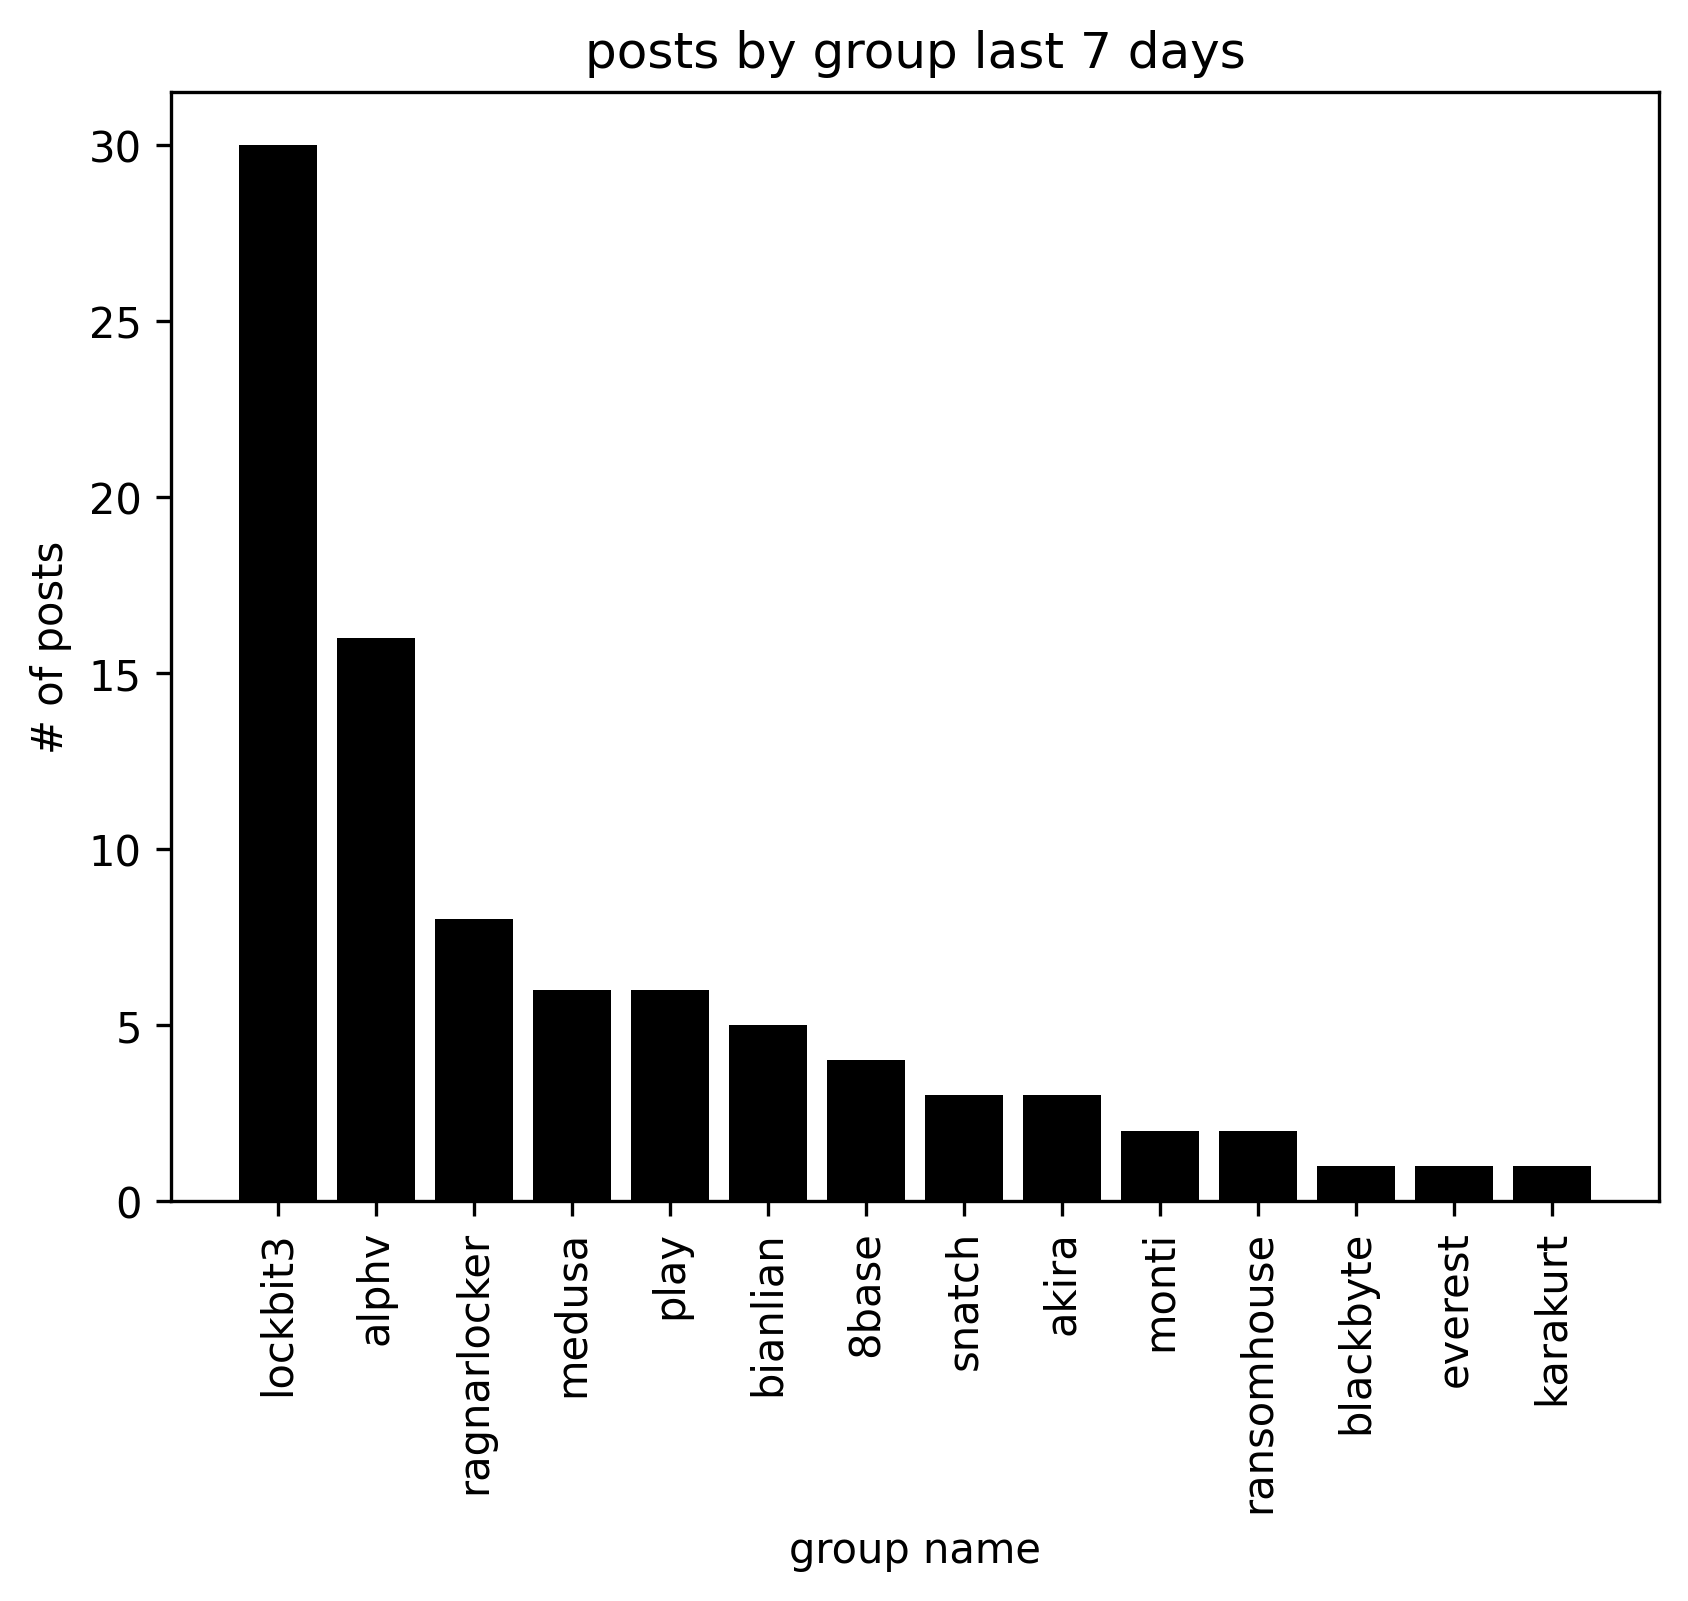 posts by group last 7 days
30
25
20
15
10
5
0
# of posts
lockbit3
alphv
ragnarlocker
medusa
play
bianlian
8base
snatch
akira
monti
ransomhouse
blackbyte
everest
karakurt
group name